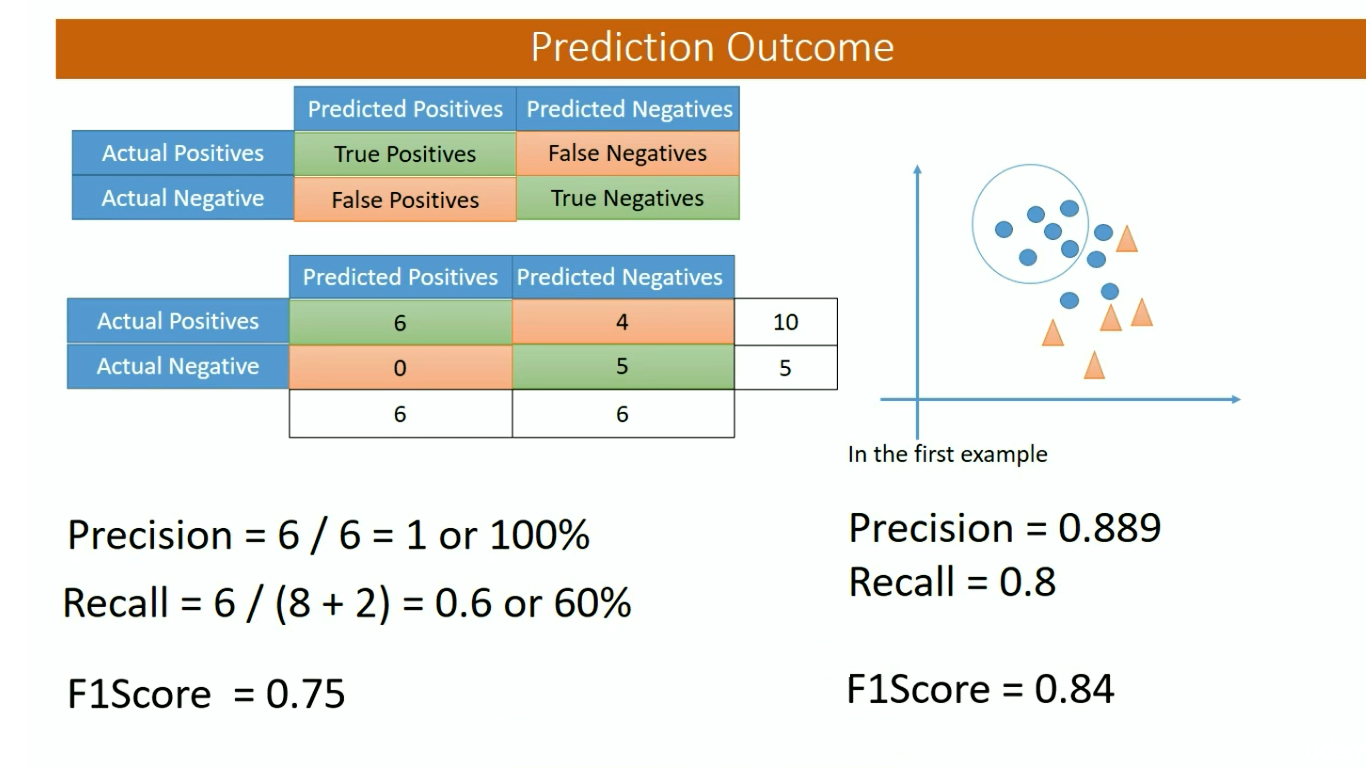 Prediction Outcome
Predicted Positives Predicted Negatives
Actual Positives True Positives False Negatives
Actual Negative False Positives True Negatives
Predicted Positives Predicted Negatives
Actual Positives 6 4 10
Actual Negative 0 5 5
6 6
In the first example
Precision = 6 / 6 = 1 or 100%
Recall = 6 / (8 + 2) = 0.6 or 60%
F1Score = 0.75
Precision = 0.889
Recall = 0.8
F1Score = 0.84